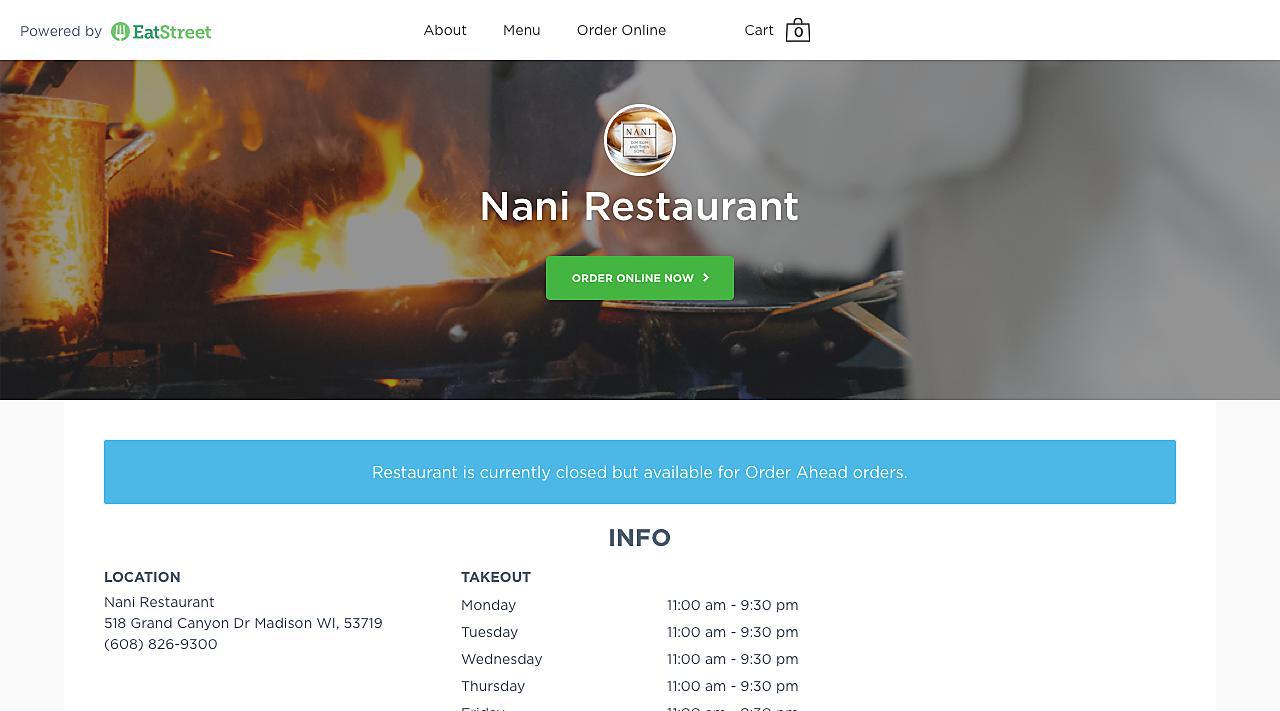 Powered by EatStreet
About Menu Order Online Cart 0
NANI
DIM SUM
AND THEN
SOME
Nani Restaurant
ORDER ONLINE NOW
Restaurant is currently closed but available for Order Ahead orders.
INFO
LOCATION
Nani Restaurant
518 Grand Canyon Dr Madison WI, 53719
(608) 826-9300
TAKEOUT
Monday 11:00 am - 9:30 pm
Tuesday 11:00 am - 9:30 pm
Wednesday 11:00 am - 9:30 pm
Thursday 11:00 am - 9:30 pm